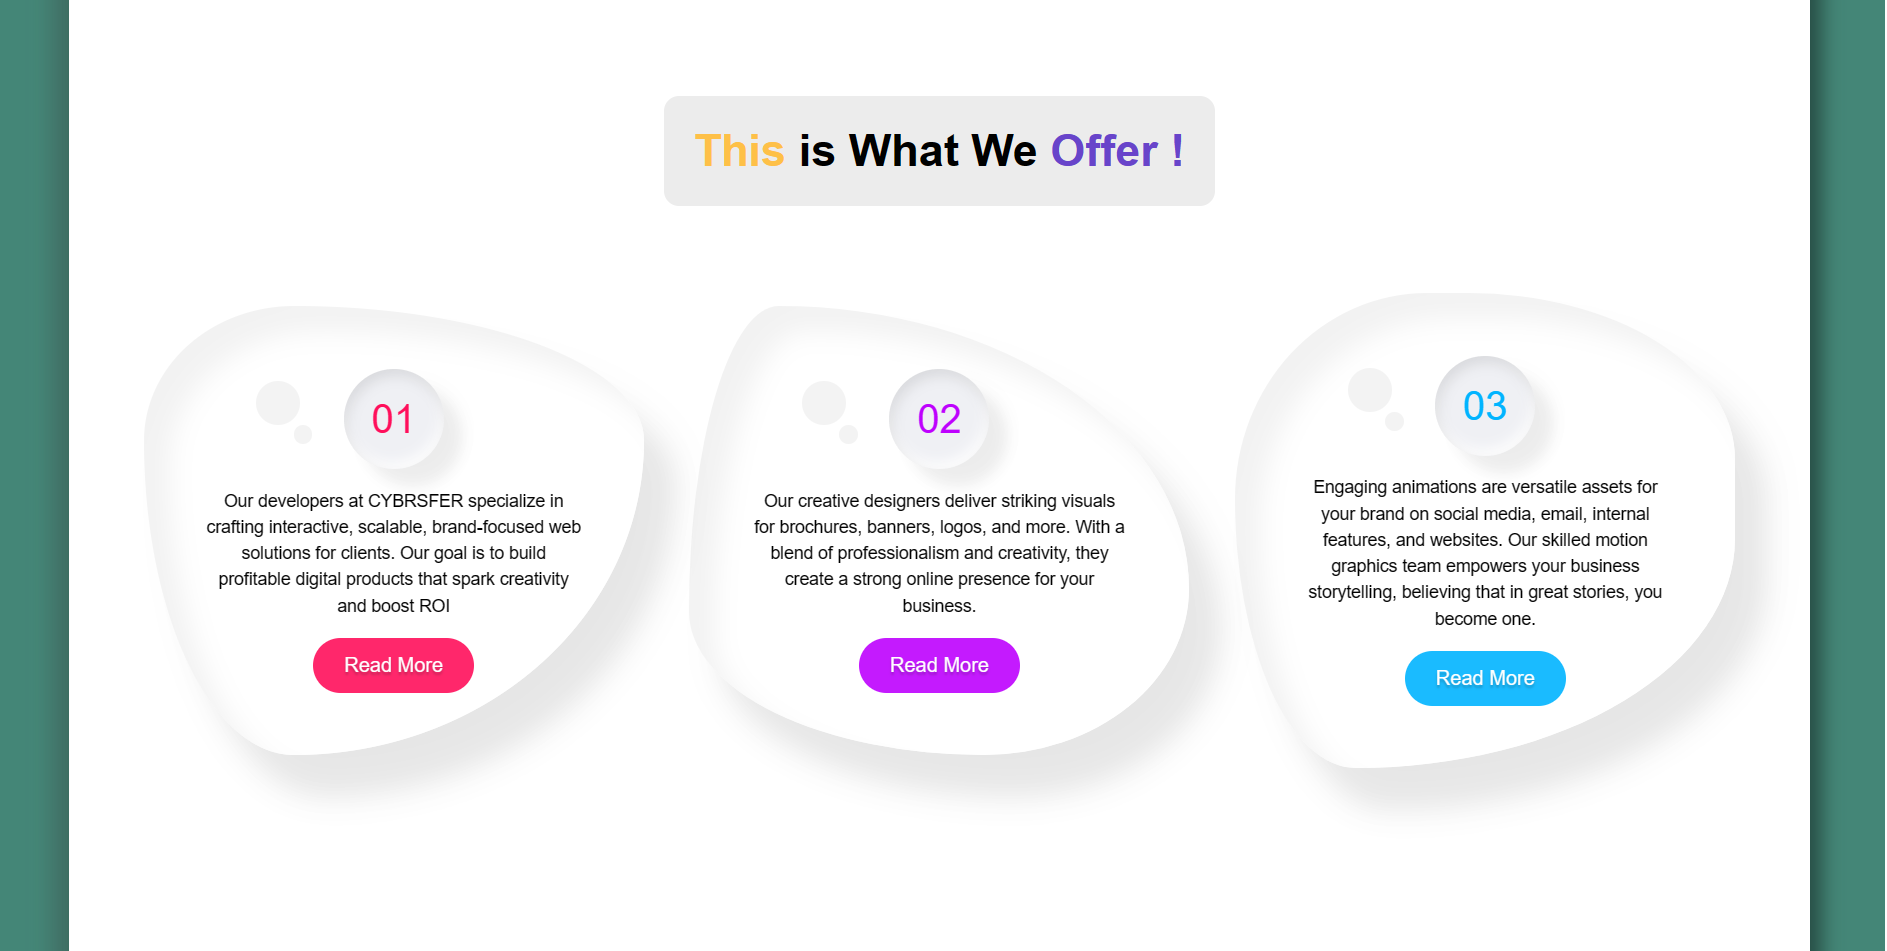 This is What We Offer !
01
Our developers at CYBRSFER specialize in
crafting interactive, scalable, brand-focused web
solutions for clients. Our goal is to build
profitable digital products that spark creativity
and boost ROI
Read More
02
Our creative designers deliver striking visuals
for brochures, banners, logos, and more. With a
blend of professionalism and creativity, they
create a strong online presence for your
business.
Read More
03
Engaging animations are versatile assets for
your brand on social media, email, internal
features, and websites. Our skilled motion
graphics team empowers your business
storytelling, believing that in great stories, you
become one.
Read More